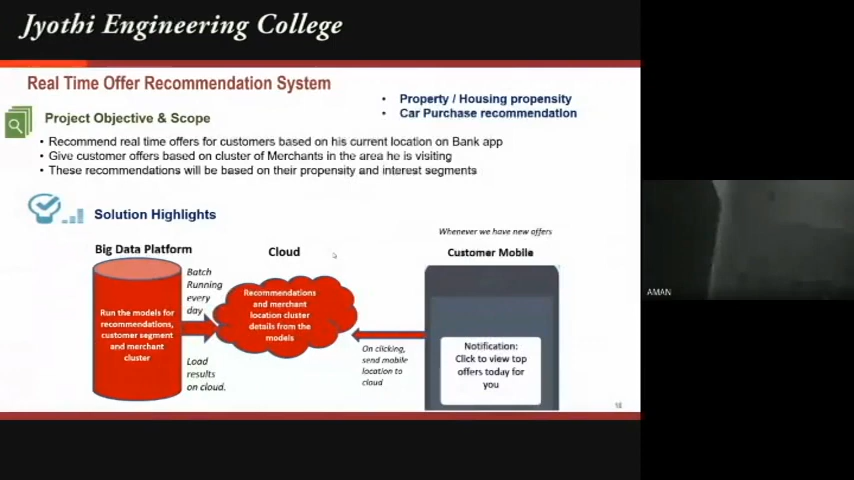 Jyothi Engineering College
Real Time Offer Recommendation System
• Property / Housing propensity
• Car Purchase recommendation
Project Objective & Scope
• Recommend real time offers for customers based on his current location on Bank app
• Give customer offers based on cluster of Merchants in the area he is visiting
• These recommendations will be based on their propensity and interest segments
Solution Highlights
Whenever we have new offers
Big Data Platform
Cloud
Customer Mobile
Run the models for
recommendations,
customer segment
and merchant
cluster
Batch
Running
every
day
Load
results
on cloud.
Recommendations
and merchant
location cluster
details from the
models
On clicking,
send mobile
location to
cloud
Notification:
Click to view top
offers today for
you
AMAN